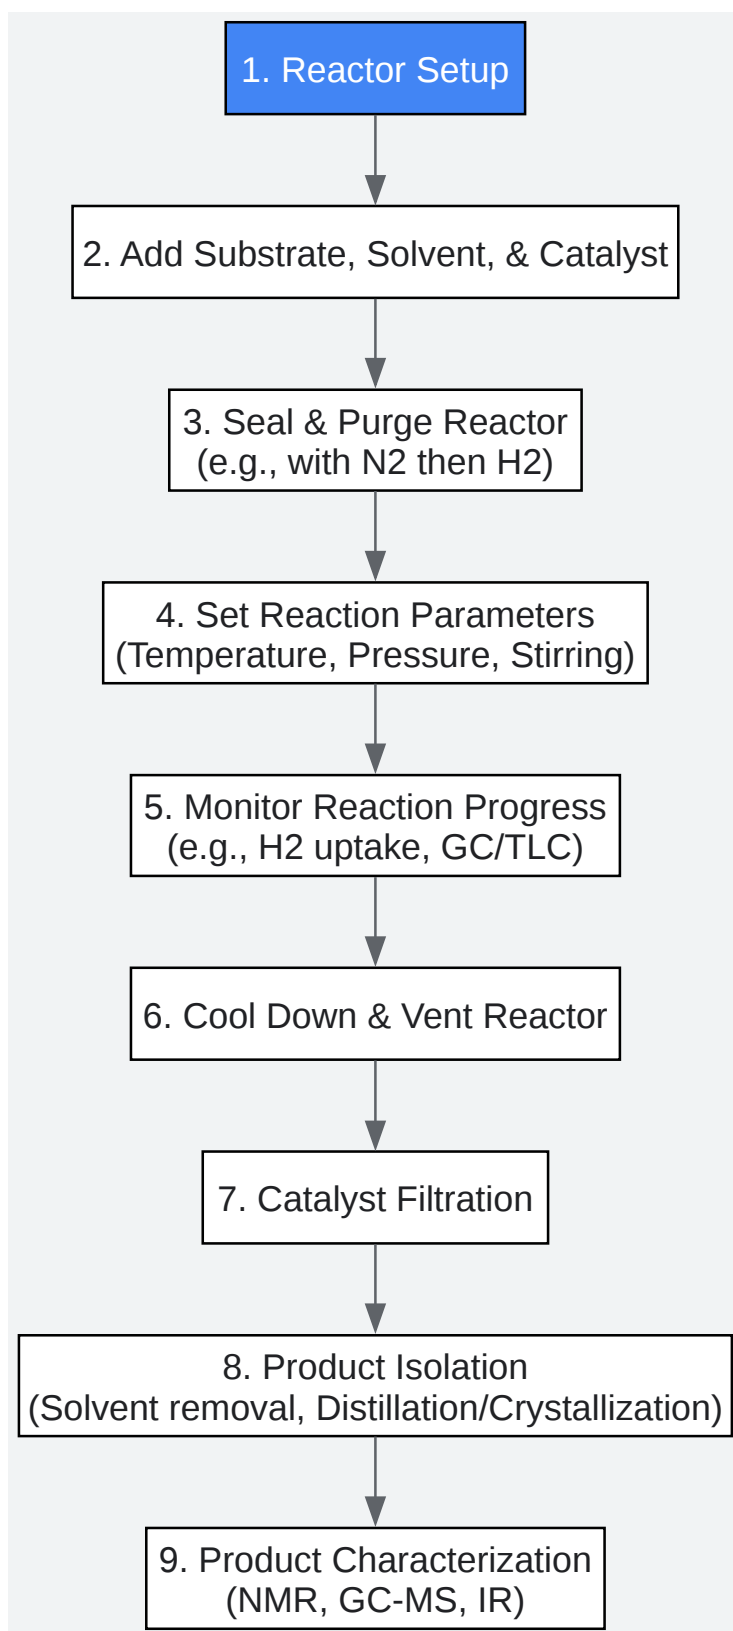 1. Reactor Setup
2. Add Substrate, Solvent, & Catalyst
3. Seal & Purge Reactor
(e.g., with N2 then H2)
4. Set Reaction Parameters
(Temperature, Pressure, Stirring)
5. Monitor Reaction Progress
(e.g., H2 uptake, GC/TLC)
6. Cool Down & Vent Reactor
7. Catalyst Filtration
8. Product Isolation
(Solvent removal, Distillation/Crystallization)
9. Product Characterization
(NMR, GC-MS, IR)